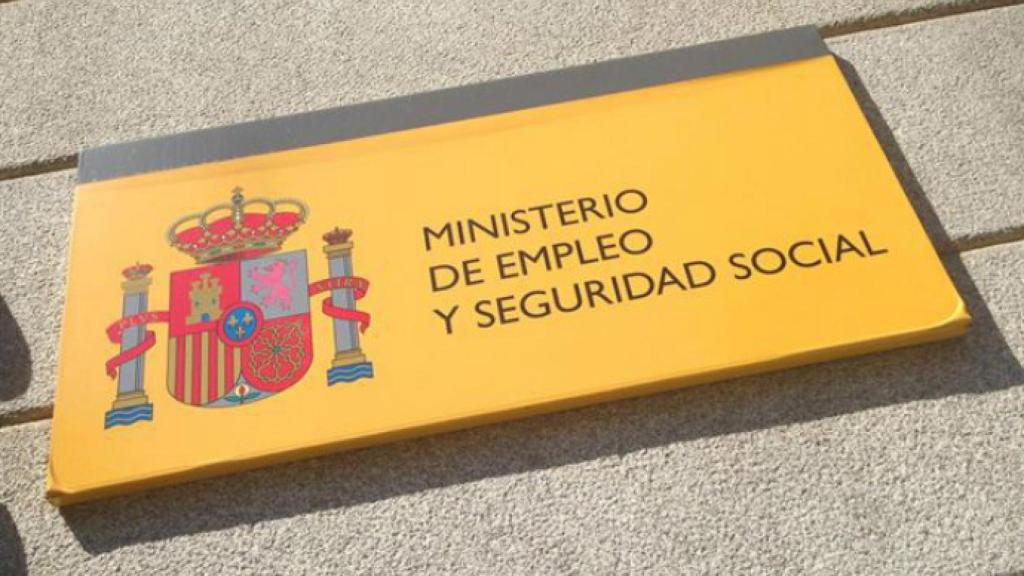 MINISTERIO
DE EMPLEO
Y SEGURIDAD SOCIAL